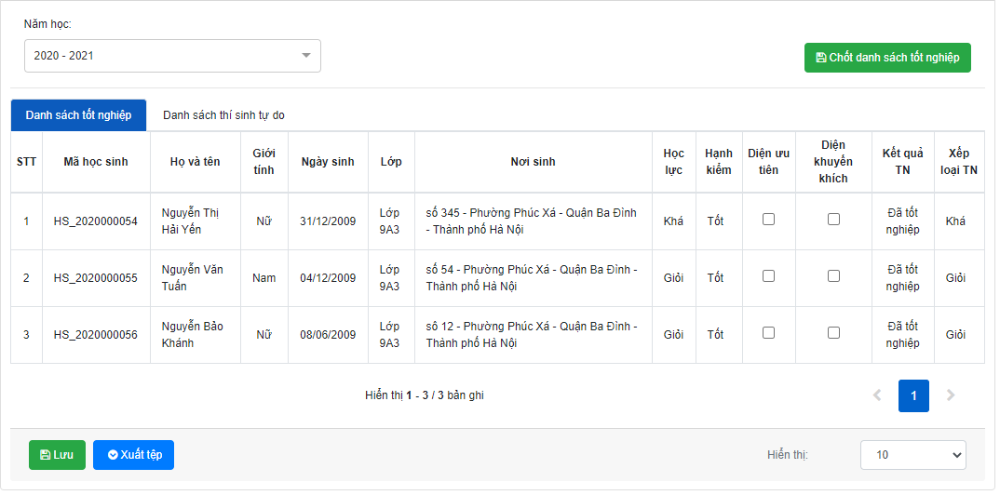 Năm học:
2020 - 2021
Chốt danh sách tốt nghiệp
Danh sách tốt nghiệp
Danh sách thí sinh tự do
STT
Mã học sinh
Họ và tên
Giới
tính
Ngày sinh
Lớp
Nơi sinh
Học
lực
Hạnh
kiểm
Diện ưu
tiên
Diện
khuyến
khích
Kết quả
TN
Xếp
loại TN
1
HS_2020000054
Nguyễn Thị
Hải Yến
Nữ
31/12/2009
Lớp
9A3
số 345 - Phường Phúc Xá - Quận Ba Đình
- Thành phố Hà Nội
Khá
Tốt
Đã tốt
nghiệp
Khá
2
HS_2020000055
Nguyễn Văn
Tuấn
Nam
04/12/2009
Lớp
9A3
số 54 - Phường Phúc Xá - Quận Ba Đình -
Thành phố Hà Nội
Giỏi
Tốt
Đã tốt
nghiệp
Giỏi
3
HS_2020000056
Nguyễn Bảo
Khánh
Nữ
08/06/2009
Lớp
9A3
số 12 - Phường Phúc Xá - Quận Ba Đình -
Thành phố Hà Nội
Giỏi
Tốt
Đã tốt
nghiệp
Giỏi
Hiển thị 1 - 3 / 3 bản ghi
1
Lưu
Xuất tệp
Hiển thị:
10